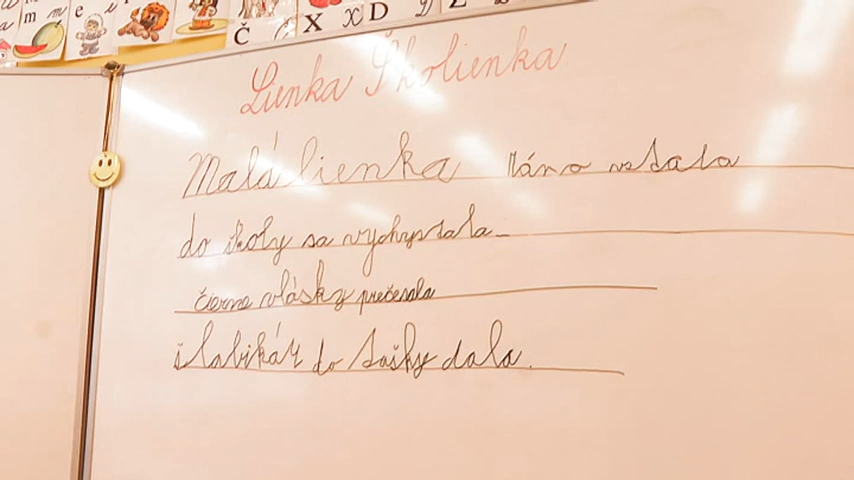 m m e
Č X x D
Lienka Školienka
Malá lienka ráno vstala
do školy sa vychystala
čierne vlásky prečesala
šlabikár do tašky dala.